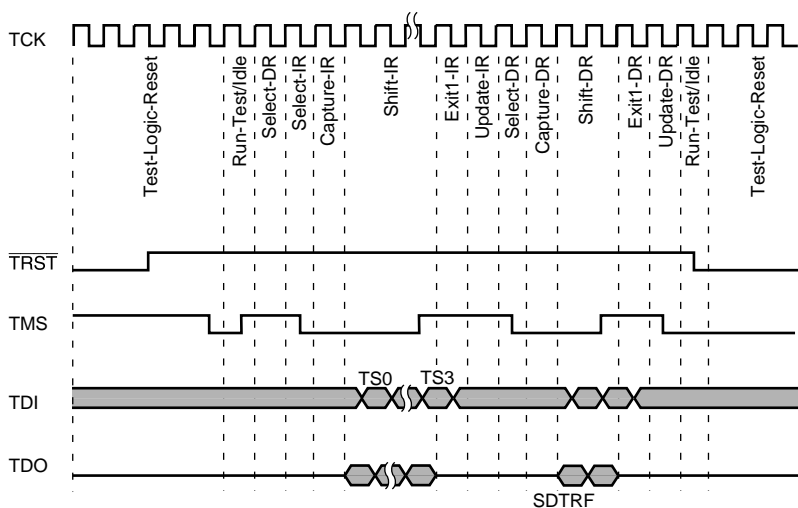 TCK
Test-Logic-Reset
Run-Test/Idle
Select-DR
Select-IR
Capture-IR
Shift-IR
Exit1-IR
Update-IR
Select-DR
Capture-DR
Shift-DR
Exit1-DR
Update-DR
Run-Test/Idle
Test-Logic-Reset
TRST
TMS
TDI
TS0
TS3
TDO
SDTRF